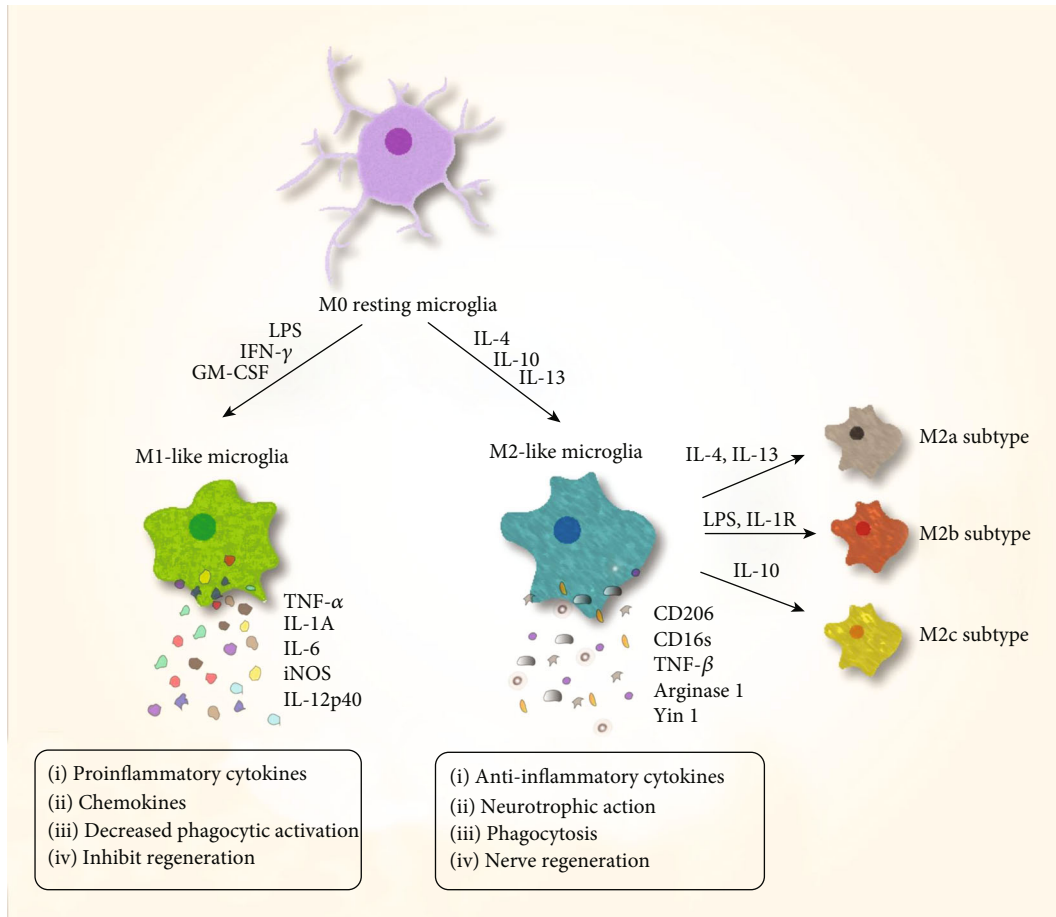 M0 resting microglia
LPS
IFN-γ
GM-CSF
IL-4
IL-10
IL-13
M1-like microglia
M2-like microglia
IL-4, IL-13
M2a subtype
LPS, IL-1R
M2b subtype
IL-10
M2c subtype
TNF-α
IL-1A
IL-6
iNOS
IL-12p40
CD206
CD16s
TNF-β
Arginase 1
Yin 1
(i) Proinflammatory cytokines
(ii) Chemokines
(iii) Decreased phagocytic activation
(iv) Inhibit regeneration
(i) Anti-inflammatory cytokines
(ii) Neurotrophic action
(iii) Phagocytosis
(iv) Nerve regeneration